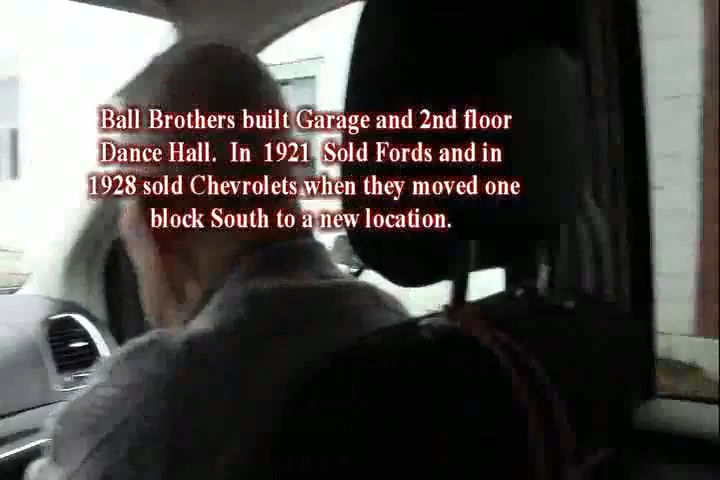 Ball Brothers built Garage and 2nd floor
Dance Hall. In 1921 Sold Fords and in
1928 sold Chevrolets when they moved one
block South to a new location.